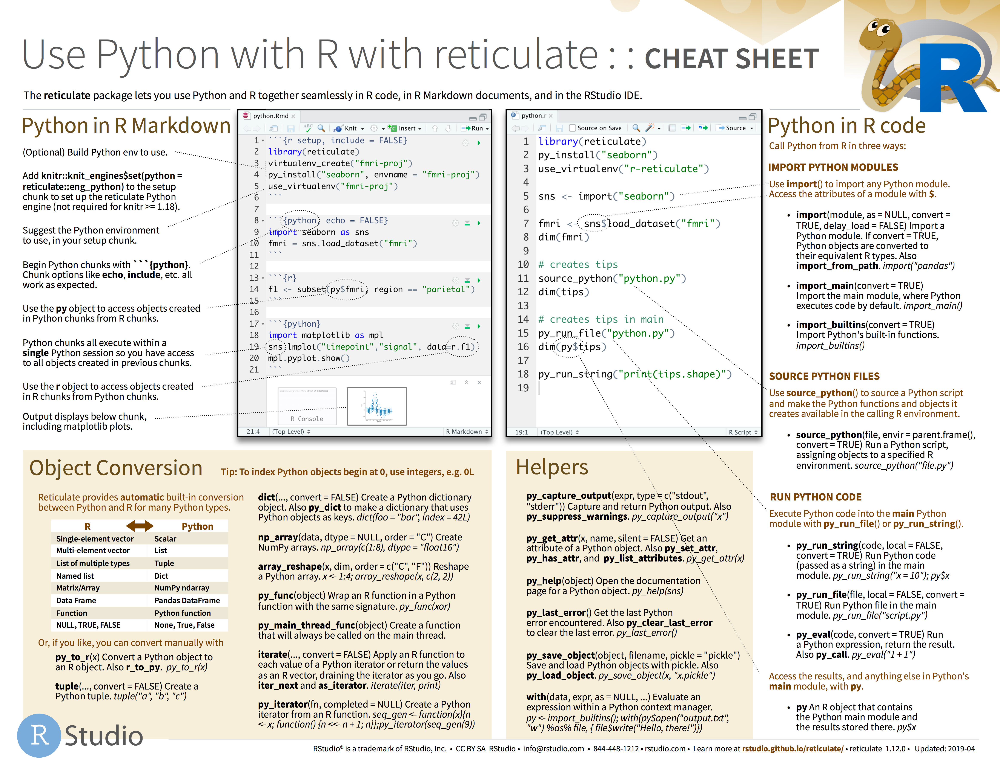 Use Python with R with reticulate : : CHEAT SHEET
The reticulate package lets you use Python and R together seamlessly in R code, in R Markdown documents, and in the RStudio IDE.
Python in R Markdown
(Optional) Build Python env to use.
Add knitr::knit_engines$set(python =
reticulate::eng_python) to the setup
chunk to set up the reticulate Python
engine (not required for knitr >= 1.18).
Suggest the Python environment
to use, in your setup chunk.
Begin Python chunks with ```{python}.
Chunk options like echo, include, etc. all
work as expected.
Use the py object to access objects created
in Python chunks from R chunks.
Python chunks all execute within a
single Python session so you have access
to all objects created in previous chunks.
Use the r object to access objects created
in R chunks from Python chunks.
Output displays below chunk,
including matplotlib plots.
python.Rmd
ABC Knit Insert Run
1 ```{r setup, include = FALSE}
2 library(reticulate)
3 virtualenv_create("fmri-proj")
4 py_install("seaborn", envname = "fmri-proj")
5 use_virtualenv("fmri-proj")
6 ```
7
8 ```{python, echo = FALSE}
9 import seaborn as sns
10 fmri = sns.load_dataset("fmri")
11 ```
12
13 ```{r}
14 f1 <- subset(py$fmri, region == "parietal")
15 ```
16
17 ```{python}
18 import matplotlib as mpl
19 sns.lmplot("timepoint","signal", data=r.f1)
20 mpl.pyplot.show()
21 ```
R Console
21:4 (Top Level) R Markdown
python.r
Source on Save Source
1 library(reticulate)
2 py_install("seaborn")
3 use_virtualenv("r-reticulate")
4
5 sns <- import("seaborn")
6
7 fmri <- sns$load_dataset("fmri")
8 dim(fmri)
9
10 # creates tips
11 source_python("python.py")
12 dim(tips)
13
14 # creates tips in main
15 py_run_file("python.py")
16 dim(py$tips)
17
18 py_run_string("print(tips.shape)")
19
19:1 (Top Level) R Script
R
Python in R code
Call Python from R in three ways:
IMPORT PYTHON MODULES
Use import() to import any Python module.
Access the attributes of a module with $.
• import(module, as = NULL, convert =
TRUE, delay_load = FALSE) Import a
Python module. If convert = TRUE,
Python objects are converted to
their equivalent R types. Also
import_from_path. import("pandas")
• import_main(convert = TRUE)
Import the main module, where Python
executes code by default. import_main()
• import_builtins(convert = TRUE)
Import Python's built-in functions.
import_builtins()
SOURCE PYTHON FILES
Use source_python() to source a Python script
and make the Python functions and objects it
creates available in the calling R environment.
• source_python(file, envir = parent.frame(),
convert = TRUE) Run a Python script,
assigning objects to a specified R
environment. source_python("file.py")
RUN PYTHON CODE
Execute Python code into the main Python
module with py_run_file() or py_run_string().
• py_run_string(code, local = FALSE,
convert = TRUE) Run Python code
(passed as a string) in the main
module. py_run_string("x = 10"); py$x
• py_run_file(file, local = FALSE, convert =
TRUE) Run Python file in the main
module. py_run_file("script.py")
• py_eval(code, convert = TRUE) Run
a Python expression, return the result.
Also py_call. py_eval("1 + 1")
Access the results, and anything else in Python's
main module, with py.
• py An R object that contains
the Python main module and
the results stored there. py$x
Object Conversion
Tip: To index Python objects begin at 0, use integers, e.g. 0L
Reticulate provides automatic built-in conversion
between Python and R for many Python types.
R Python
Single-element vector Scalar
Multi-element vector List
List of multiple types Tuple
Named list Dict
Matrix/Array NumPy ndarray
Data Frame Pandas DataFrame
Function Python function
NULL, TRUE, FALSE None, True, False
Or, if you like, you can convert manually with
py_to_r(x) Convert a Python object to
an R object. Also r_to_py. py_to_r(x)
tuple(..., convert = FALSE) Create a
Python tuple. tuple("a", "b", "c")
dict(..., convert = FALSE) Create a Python dictionary
object. Also py_dict to make a dictionary that uses
Python objects as keys. dict(foo = "bar", index = 42L)
np_array(data, dtype = NULL, order = "C") Create
NumPy arrays. np_array(c(1:8), dtype = "float16")
array_reshape(x, dim, order = c("C", "F")) Reshape
a Python array. x <- 1:4; array_reshape(x, c(2, 2))
py_func(object) Wrap an R function in a Python
function with the same signature. py_func(xor)
py_main_thread_func(object) Create a function
that will always be called on the main thread.
iterate(..., convert = FALSE) Apply an R function to
each value of a Python iterator or return the values
as an R vector, draining the iterator as you go. Also
iter_next and as_iterator. iterate(iter, print)
py_iterator(fn, completed = NULL) Create a Python
iterator from an R function. seq_gen <- function(x){n
<- x; function() {n <<- n + 1; n}};py_iterator(seq_gen(9))
Helpers
py_capture_output(expr, type = c("stdout",
"stderr")) Capture and return Python output. Also
py_suppress_warnings. py_capture_output("x")
py_get_attr(x, name, silent = FALSE) Get an
attribute of a Python object. Also py_set_attr,
py_has_attr, and py_list_attributes. py_get_attr(x)
py_help(object) Open the documentation
page for a Python object. py_help(sns)
py_last_error() Get the last Python
error encountered. Also py_clear_last_error
to clear the last error. py_last_error()
py_save_object(object, filename, pickle = "pickle")
Save and load Python objects with pickle. Also
py_load_object. py_save_object(x, "x.pickle")
with(data, expr, as = NULL, ...) Evaluate an
expression within a Python context manager.
py <- import_builtins(); with(py$open("output.txt",
"w") %as% file, { file$write("Hello, there!")})
R Studio
RStudio® is a trademark of RStudio, Inc. • CC BY SA RStudio • info@rstudio.com • 844-448-1212 • rstudio.com • Learn more at rstudio.github.io/reticulate/ • reticulate 1.12.0 • Updated: 2019-04